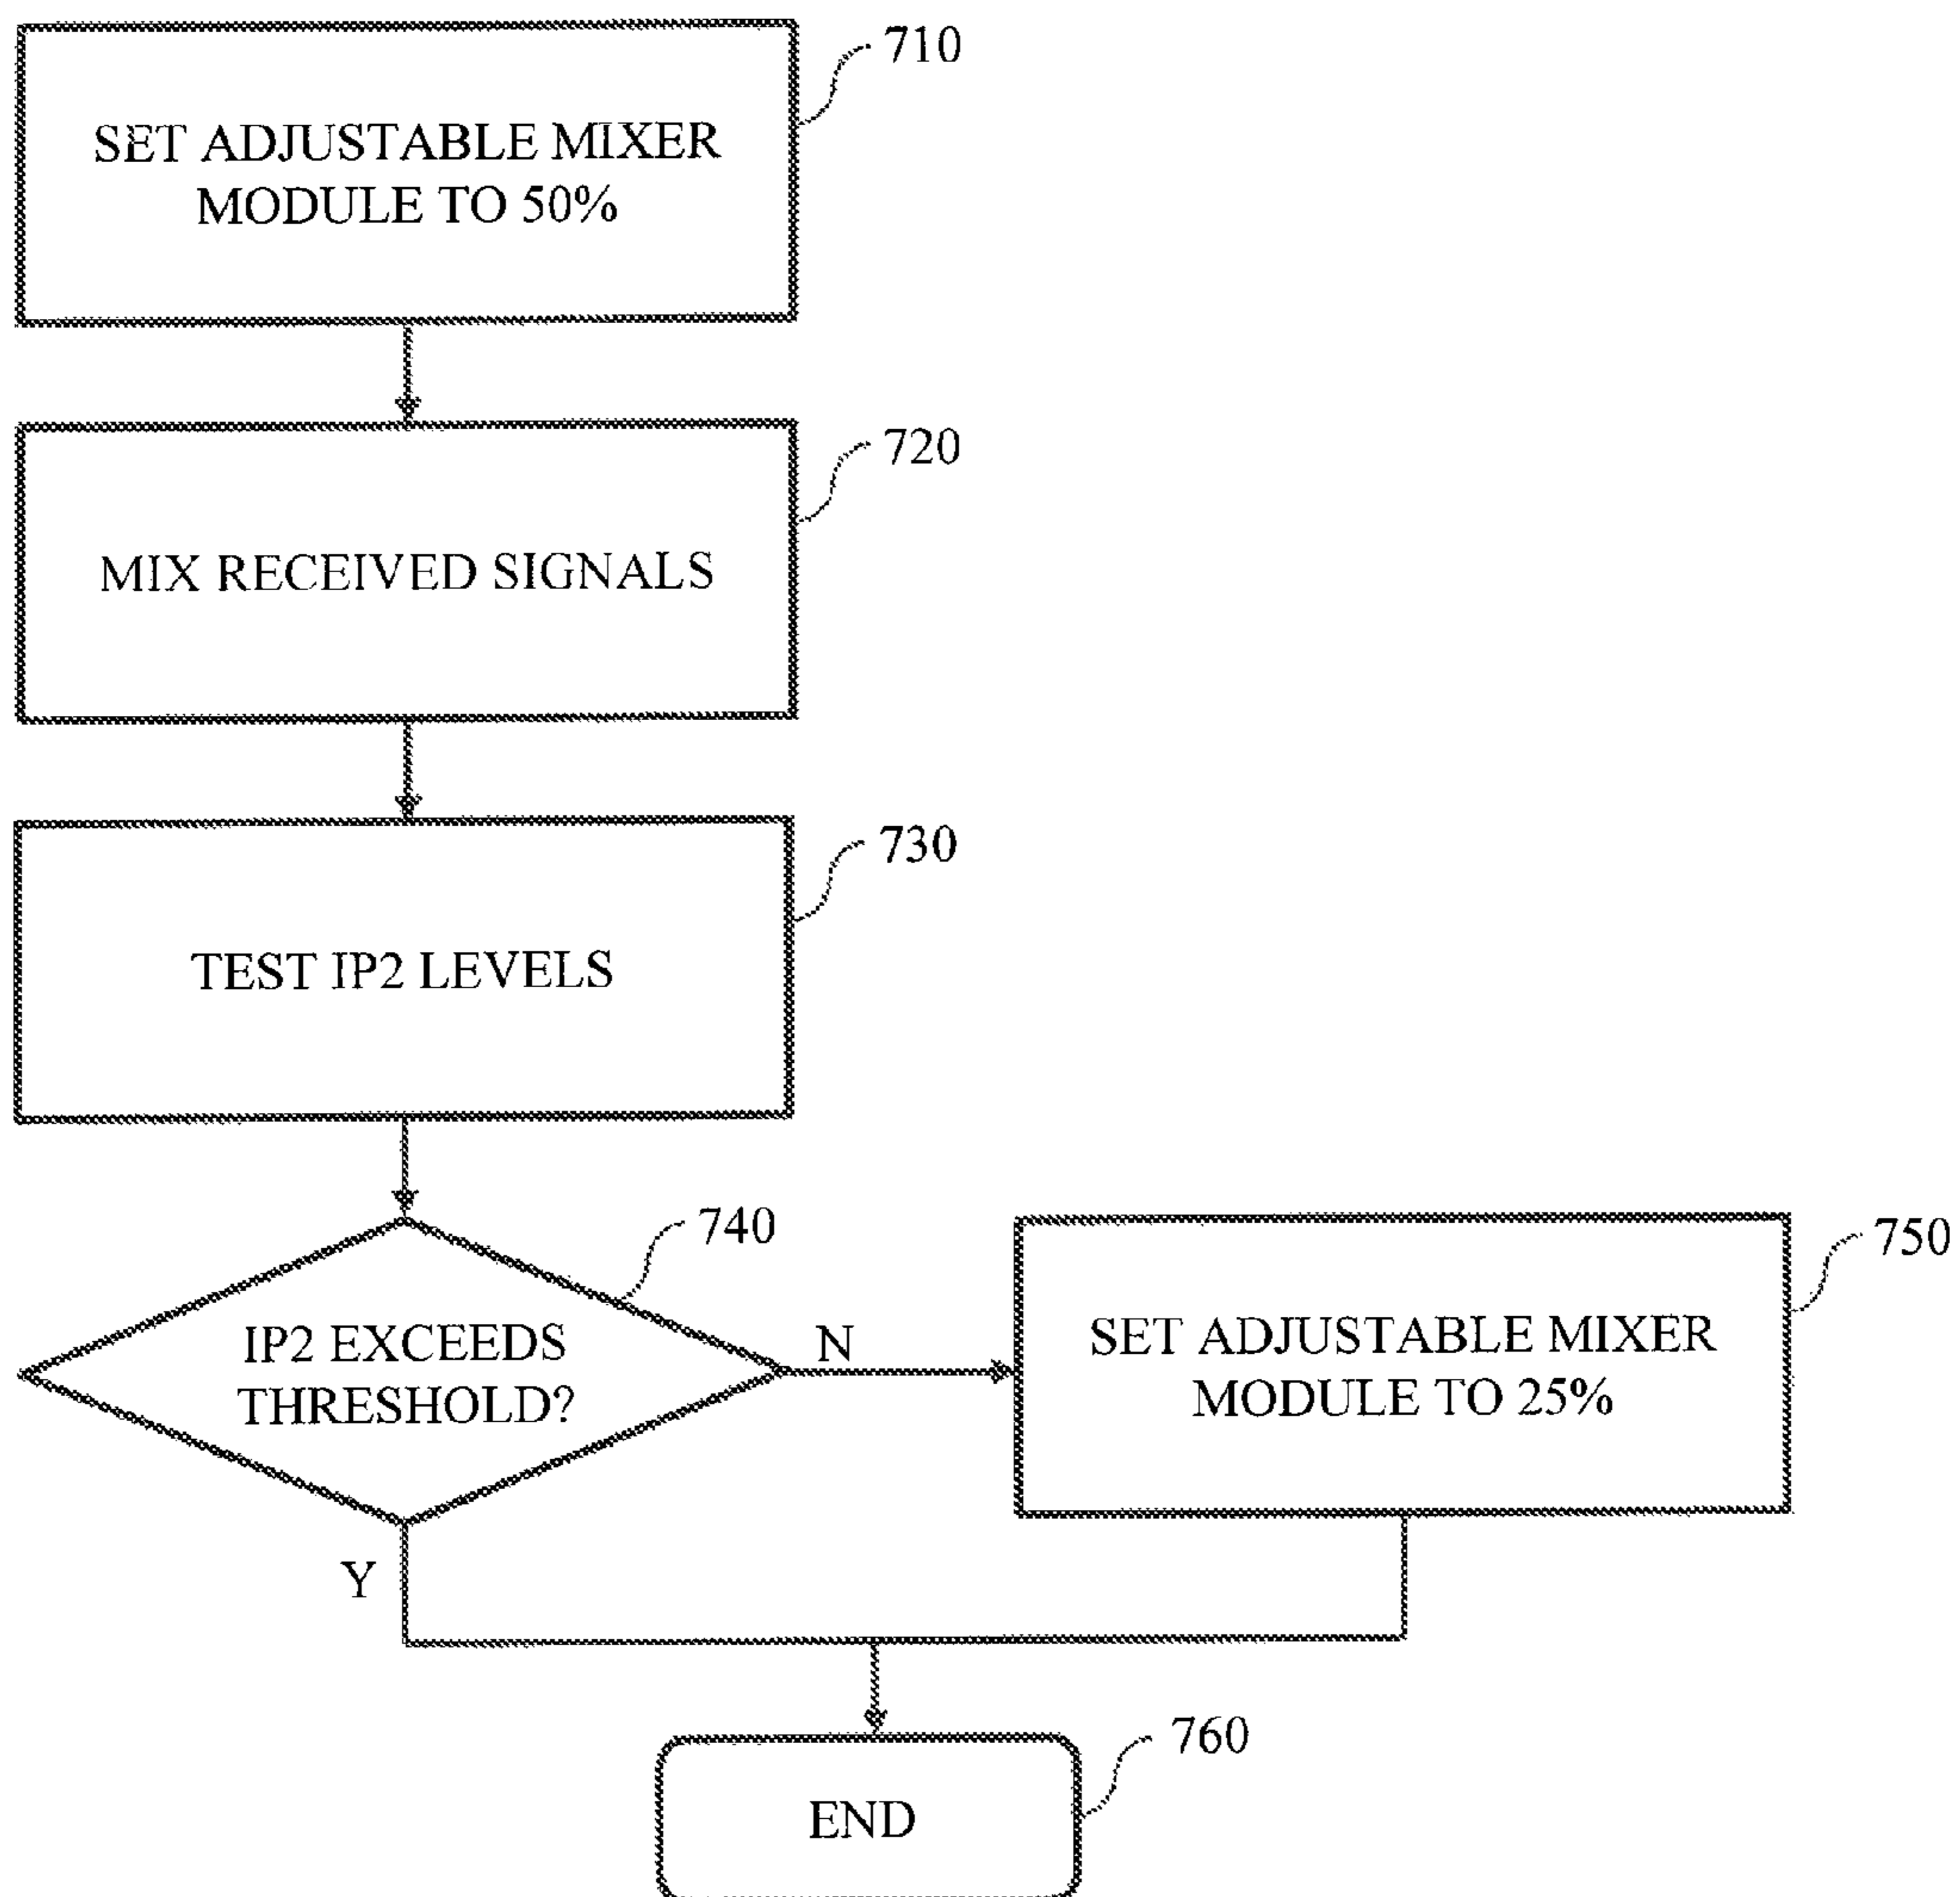 710
SET ADJUSTABLE MIXER
MODULE TO 50%
720
MIX RECEIVED SIGNALS
730
TEST IP2 LEVELS
740
IP2 EXCEEDS
THRESHOLD?
N
750
SET ADJUSTABLE MIXER
MODULE TO 25%
Y
760
END